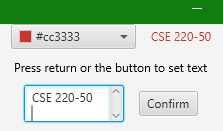 #cc3333 CSE 220-50
Press return or the button to set text
CSE 220-50 Confirm